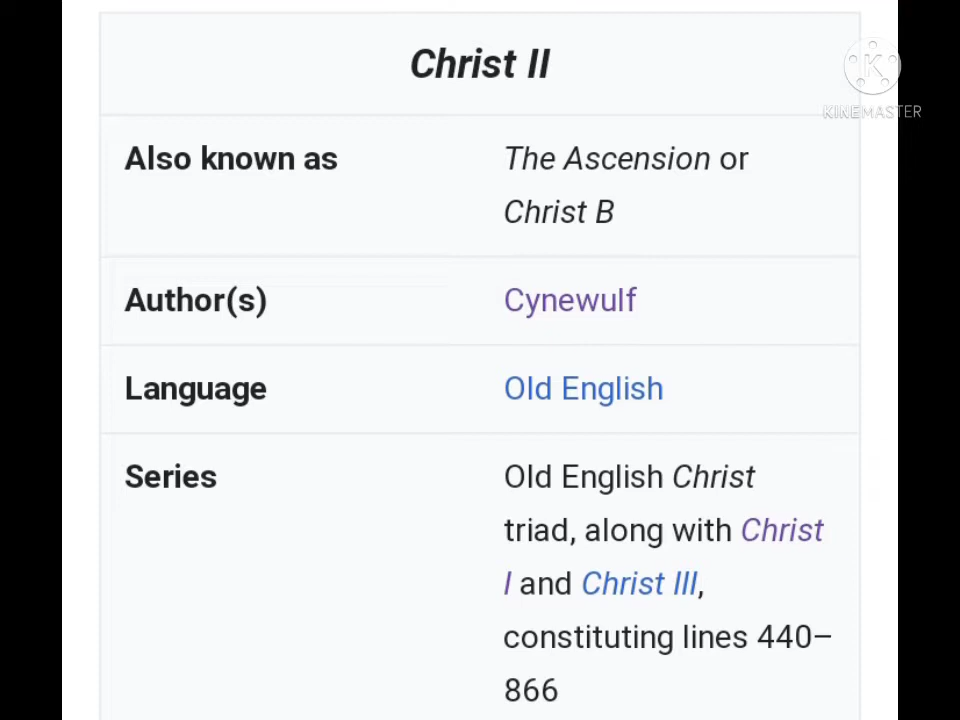 Christ II
KINEMASTER
Also known as
The Ascension or
Christ B
Author(s)
Cynewulf
Language
Old English
Series
Old English Christ
triad, along with Christ
I and Christ III,
constituting lines 440–
866